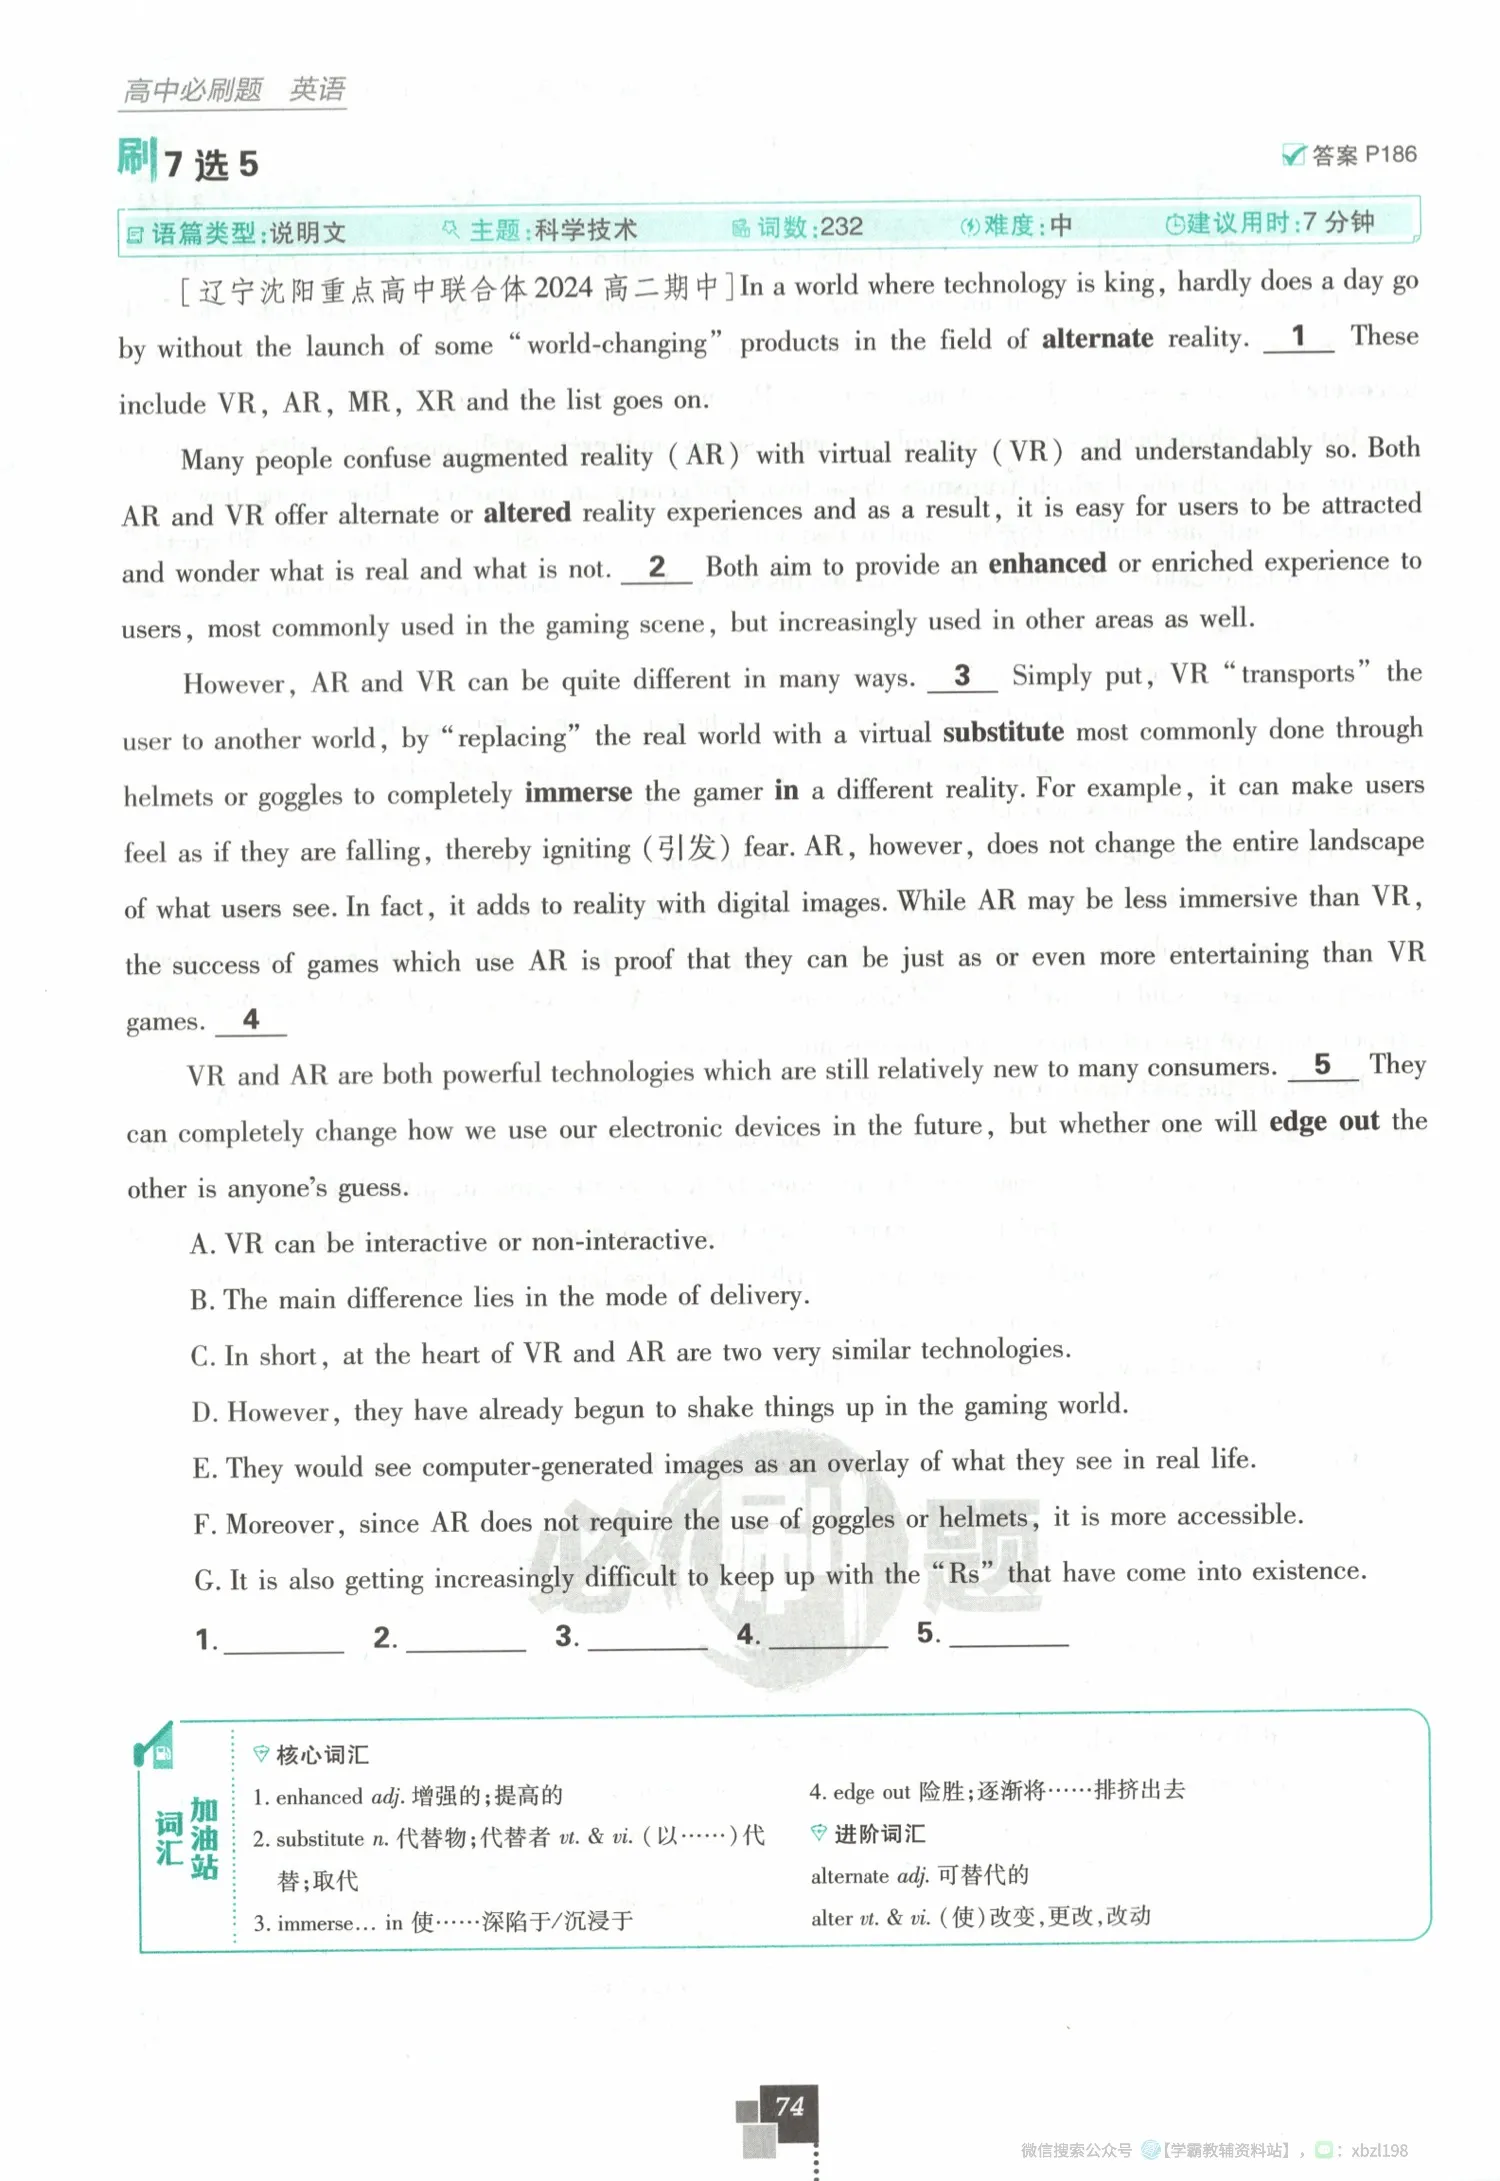 高中必刷题 英语
刷 7 选 5
答案 P186
语篇类型:说明文 主题:科学技术 词数:232 难度:中 建议用时:7 分钟
[辽宁沈阳重点高中联合体2024高二期中]In a world where technology is king, hardly does a day go
by without the launch of some “world-changing” products in the field of alternate reality. 1 These
include VR, AR, MR, XR and the list goes on.
Many people confuse augmented reality (AR) with virtual reality (VR) and understandably so. Both
AR and VR offer alternate or altered reality experiences and as a result, it is easy for users to be attracted
and wonder what is real and what is not. 2 Both aim to provide an enhanced or enriched experience to
users, most commonly used in the gaming scene, but increasingly used in other areas as well.
However, AR and VR can be quite different in many ways. 3 Simply put, VR “transports” the
user to another world, by “replacing” the real world with a virtual substitute most commonly done through
helmets or goggles to completely immerse the gamer in a different reality. For example, it can make users
feel as if they are falling, thereby igniting (引发) fear. AR, however, does not change the entire landscape
of what users see. In fact, it adds to reality with digital images. While AR may be less immersive than VR,
the success of games which use AR is proof that they can be just as or even more entertaining than VR
games. 4
VR and AR are both powerful technologies which are still relatively new to many consumers. 5 They
can completely change how we use our electronic devices in the future, but whether one will edge out the
other is anyone’s guess.
A. VR can be interactive or non-interactive.
B. The main difference lies in the mode of delivery.
C. In short, at the heart of VR and AR are two very similar technologies.
D. However, they have already begun to shake things up in the gaming world.
E. They would see computer-generated images as an overlay of what they see in real life.
F. Moreover, since AR does not require the use of goggles or helmets, it is more accessible.
G. It is also getting increasingly difficult to keep up with the “Rs” that have come into existence.
1. 2. 3. 4. 5.
必刷题
词汇加油站
核心词汇
1. enhanced adj. 增强的;提高的
2. substitute n. 代替物;代替者 vt. & vi. (以……)代
替;取代
3. immerse… in 使……深陷于/沉浸于
4. edge out 险胜;逐渐将……排挤出去
进阶词汇
alternate adj. 可替代的
alter vt. & vi. (使)改变,更改,改动
74
微信搜索公众号【学霸教辅资料站】, : xbzl198